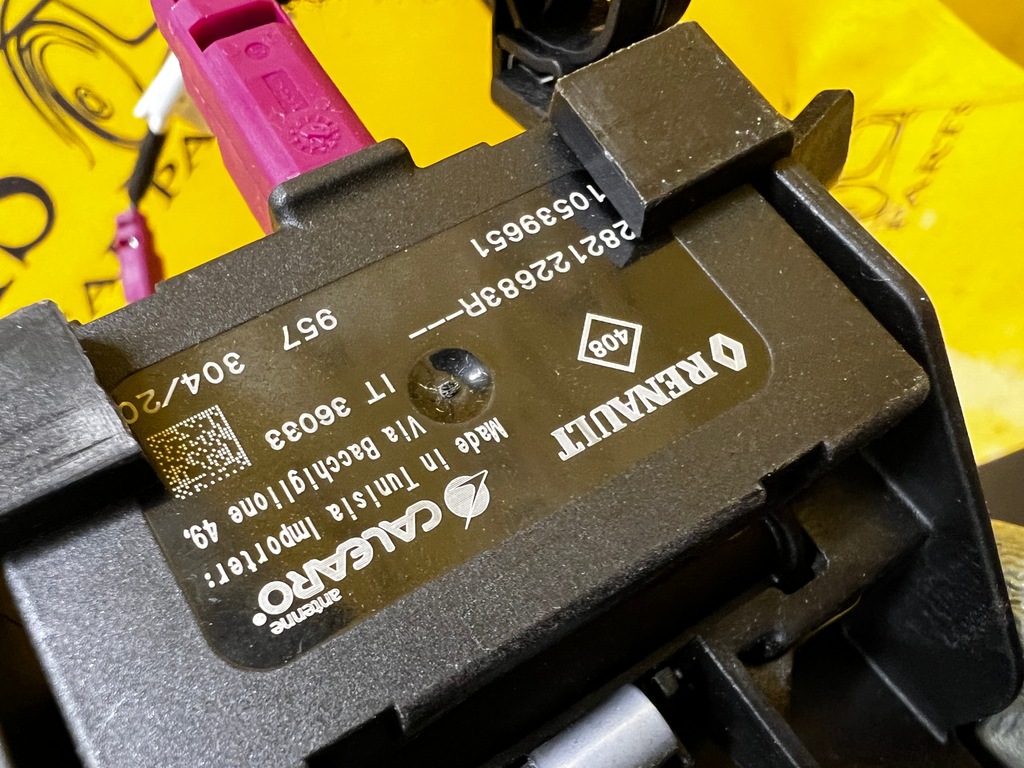 RENAULT
antenne
CALEARO
408
Made in Tunisia Importer:
Via Bacchiglione 49,
IT 36033
282122683R---
10539651
957
304/20